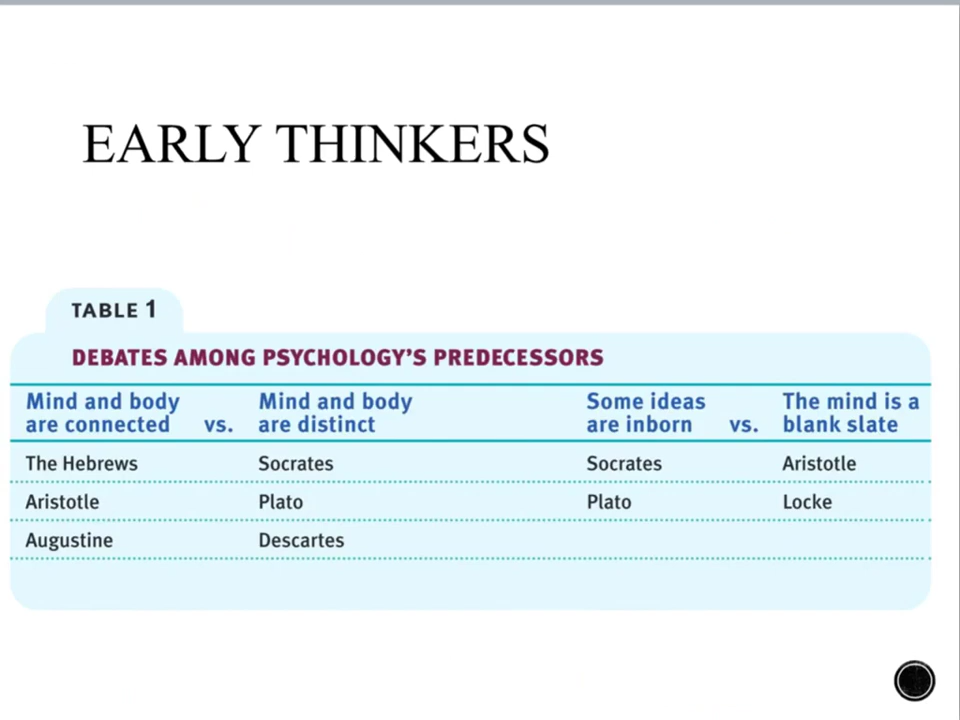 EARLY THINKERS
TABLE 1
DEBATES AMONG PSYCHOLOGY'S PREDECESSORS
Mind and body are connected vs. Mind and body are distinct Some ideas are inborn vs. The mind is a blank slate
The Hebrews Socrates Socrates Aristotle
Aristotle Plato Plato Locke
Augustine Descartes